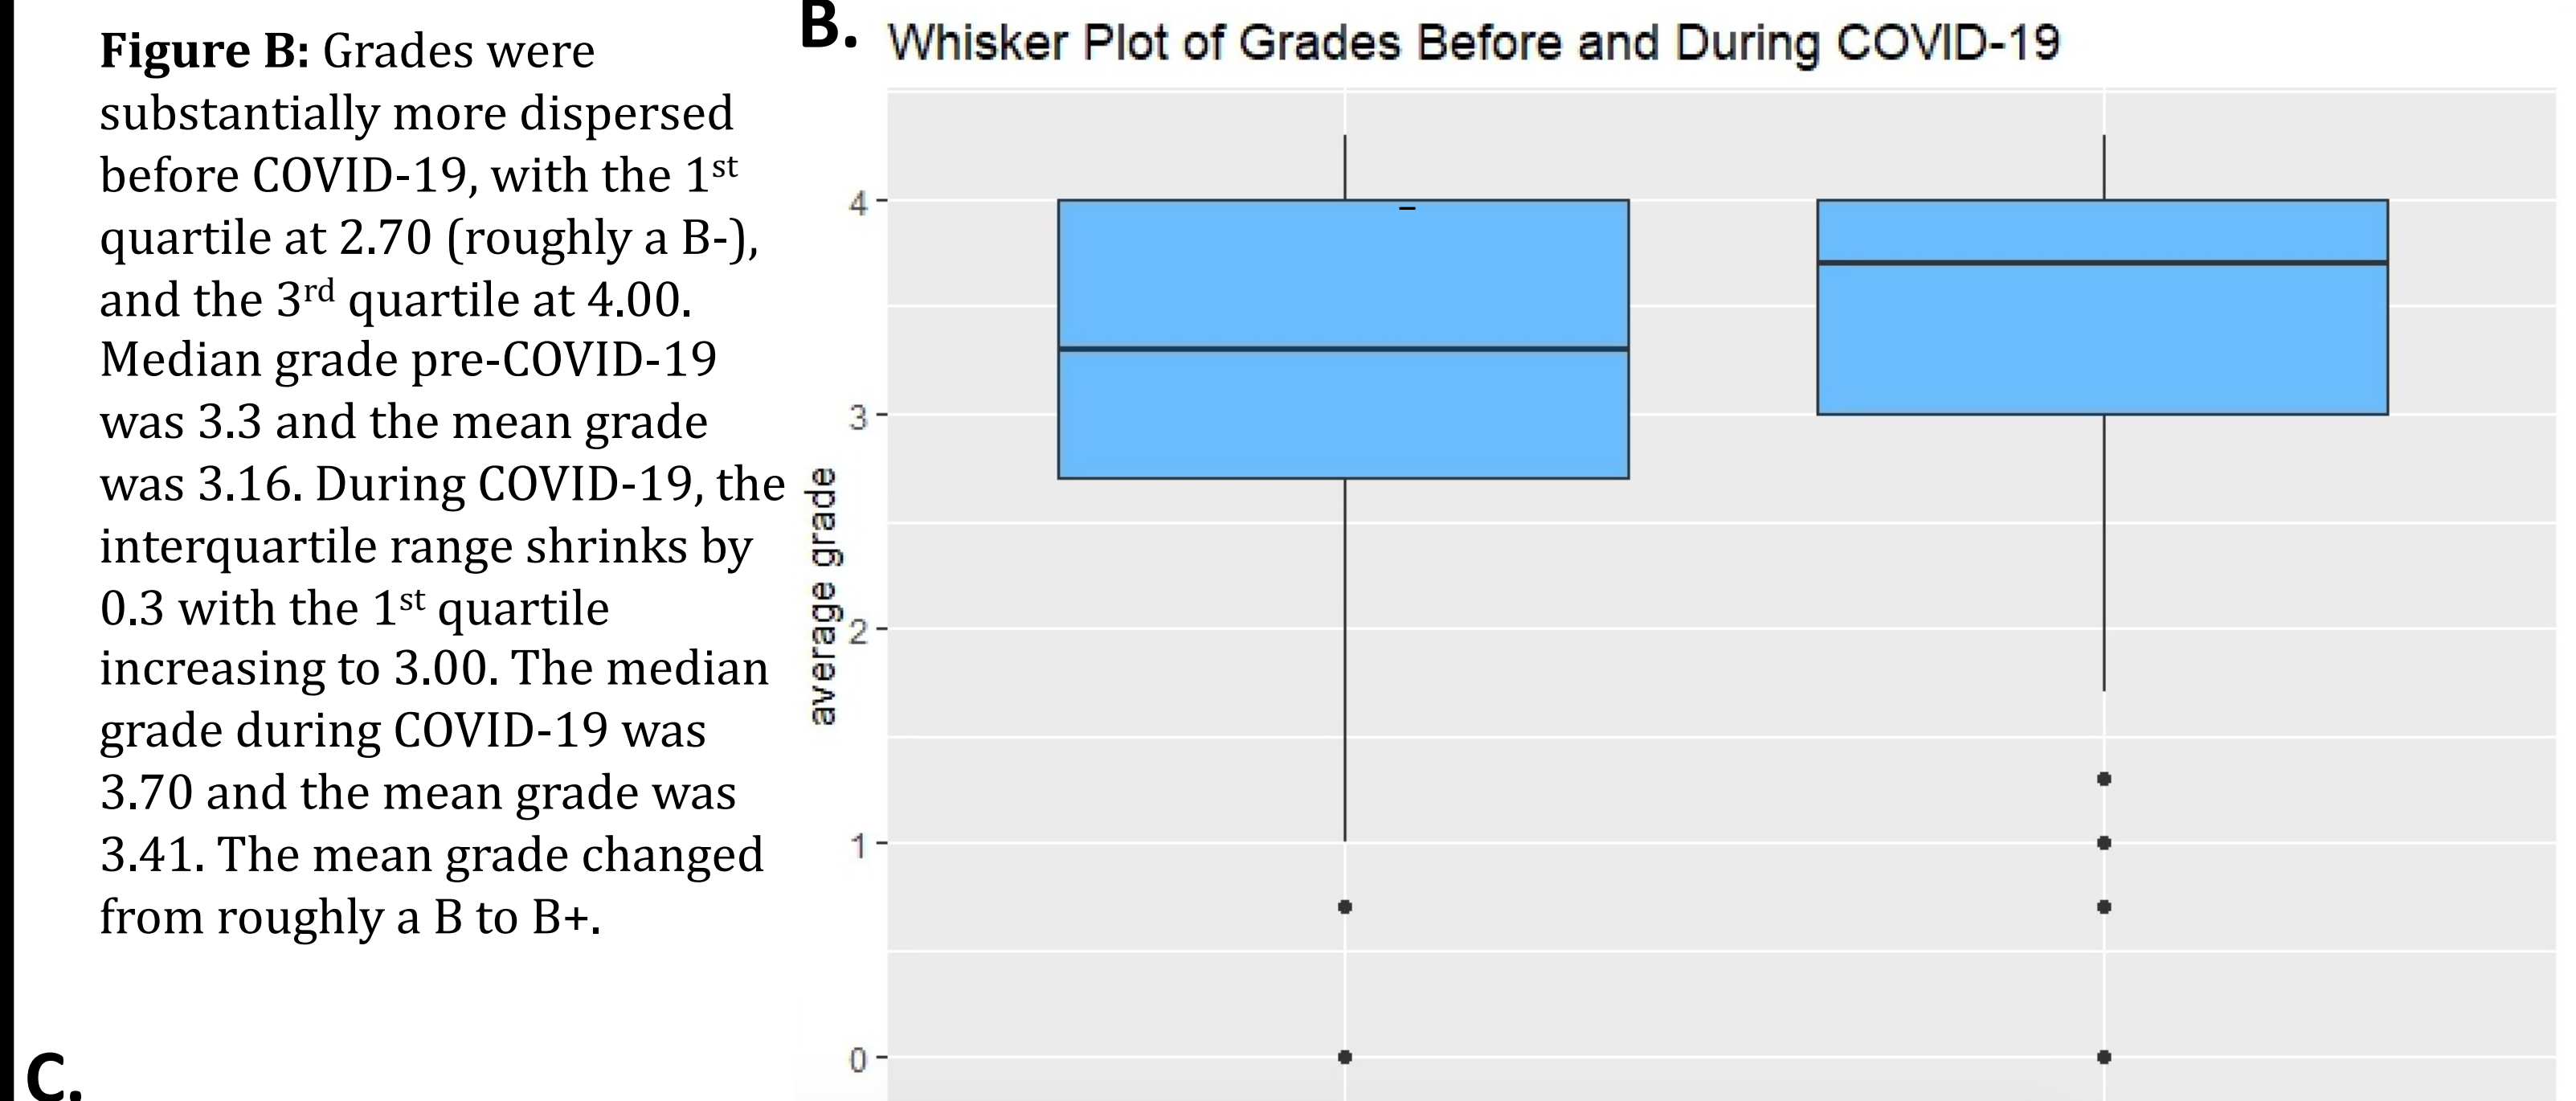 Figure B: Grades were
substantially more dispersed
before COVID-19, with the 1st
quartile at 2.70 (roughly a B-),
and the 3rd quartile at 4.00.
Median grade pre-COVID-19
was 3.3 and the mean grade
was 3.16. During COVID-19, the
interquartile range shrinks by
0.3 with the 1st quartile
increasing to 3.00. The median
grade during COVID-19 was
3.70 and the mean grade was
3.41. The mean grade changed
from roughly a B to B+.
B.
Whisker Plot of Grades Before and During COVID-19
average grade
4
3
2
1
0
C.